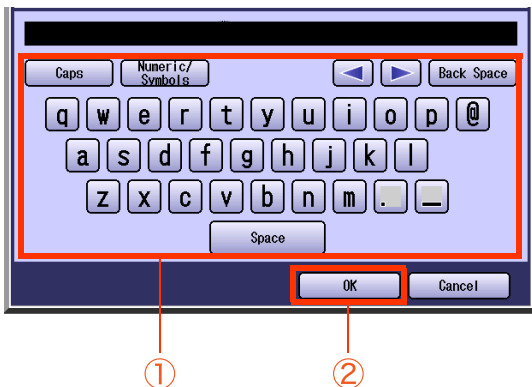 Caps Numeric/ Symbols ◀ ▶ Back Space
q w e r t y u i o p @
a s d f g h j k l
z x c v b n m . _
Space
OK Cancel
① ②